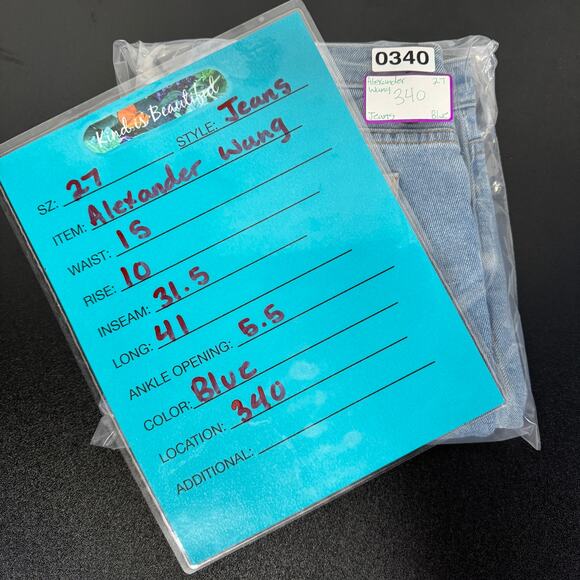 Kind is Beautiful
SZ: 27 STYLE: Jeans
ITEM: Alexander Wang
WAIST: 15
RISE: 10
INSEAM: 31.5
LONG: 41
ANKLE OPENING: 5.5
COLOR: Blue
LOCATION: 340
ADDITIONAL:
0340
Alexander 27
Wang 340
Jeans Blue